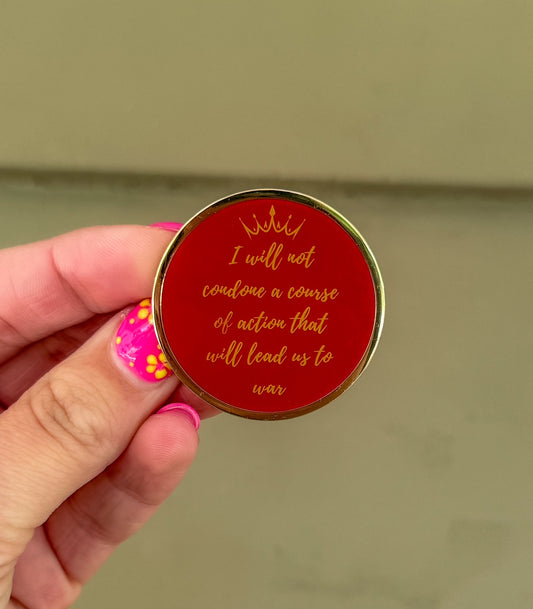 I will not
condone a course
of action that
will lead us to
war